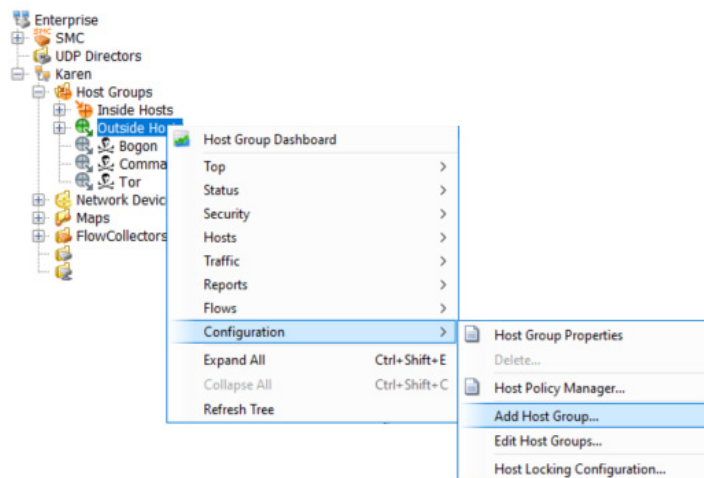 Enterprise
SMC
UDP Directors
Karen
Host Groups
Inside Hosts
Outside Host
Bogon
Comma
Tor
Network Devic
Maps
FlowCollectors
Host Group Dashboard
Top
Status
Security
Hosts
Traffic
Reports
Flows
Configuration
Expand All Ctrl+Shift+E
Collapse All Ctrl+Shift+C
Refresh Tree
Host Group Properties
Delete...
Host Policy Manager...
Add Host Group...
Edit Host Groups...
Host Locking Configuration...